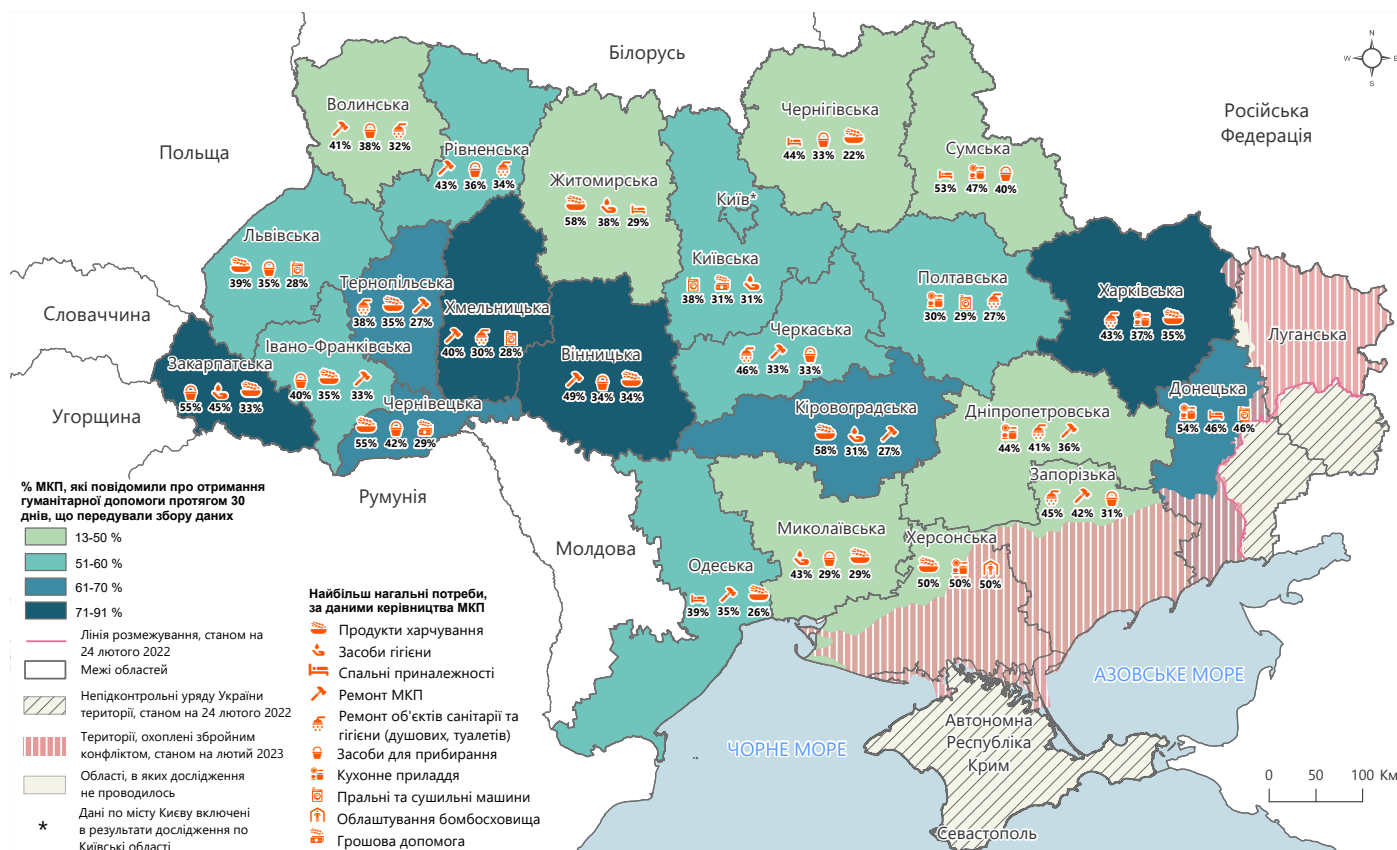 Білорусь
N
W
E
S
Російська
Федерація
Польща
Словаччина
Угорщина
Румунія
Молдова
Волинська
41% 38% 32%
Рівненська
43% 36% 34%
Житомирська
58% 38% 29%
Чернігівська
44% 33% 22%
Сумська
53% 47% 40%
Київ*
Львівська
39% 35% 28%
Тернопільська
38% 35% 27%
Хмельницька
40% 30% 28%
Київська
38% 31% 31%
Полтавська
30% 29% 27%
Харківська
43% 37% 35%
Луганська
Закарпатська
55% 45% 33%
Івано-Франківська
40% 35% 33%
Чернівецька
55% 42% 29%
Вінницька
49% 34% 34%
Черкаська
46% 33% 33%
Кіровоградська
58% 31% 27%
Дніпропетровська
44% 41% 36%
Донецька
54% 46% 46%
Запорізька
45% 42% 31%
Миколаївська
43% 29% 29%
Херсонська
50% 50% 50%
Одеська
39% 35% 26%
АЗОВСЬКЕ МОРЕ
ЧОРНЕ МОРЕ
Автономна
Республіка
Крим
Севастополь
0 50 100 Км
% МКП, які повідомили про отримання
гуманітарної допомоги протягом 30
днів, що передували збору даних
13-50 %
51-60 %
61-70 %
71-91 %
Лінія розмежування, станом на
24 лютого 2022
Межі областей
Непідконтрольні уряду України
території, станом на 24 лютого 2022
Території, охоплені збройним
конфліктом, станом на лютий 2023
Області, в яких дослідження
не проводилось
* Дані по місту Києву включені
в результати дослідження по
Київські області
Найбільш нагальні потреби,
за даними керівництва МКП
Продукти харчування
Засоби гігієни
Спальні приналежності
Ремонт МКП
Ремонт об'єктів санітарії та
гігієни (душових, туалетів)
Засоби для прибирання
Кухонне приладдя
Пральні та сушильні машини
Облаштування бомбосховища
Грошова допомога